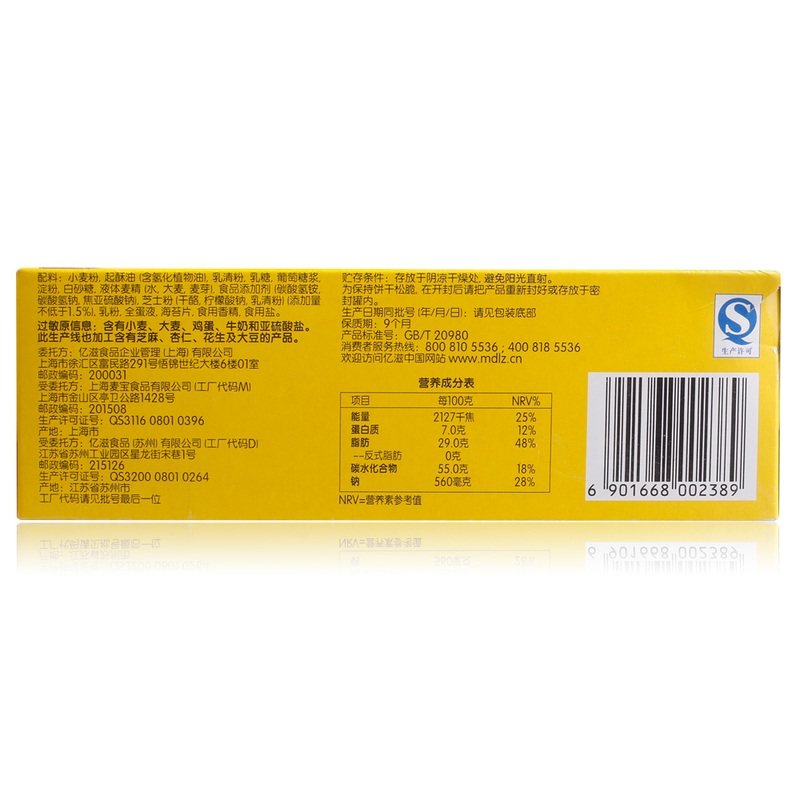 配料：小麦粉, 起酥油 (含氢化植物油), 乳清粉, 乳糖, 葡萄糖浆,
淀粉, 白砂糖, 液体麦精 (水, 大麦, 麦芽), 食品添加剂 (碳酸氢铵,
碳酸氢钠, 焦亚硫酸钠), 芝士粉 (干酪, 柠檬酸钠, 乳清粉) (添加量
不低于1.5%), 乳粉, 全蛋液, 海苔片, 食用香精, 食用盐。
过敏原信息：含有小麦、大麦、鸡蛋、牛奶和亚硫酸盐。
此生产线也加工含有芝麻、杏仁、花生及大豆的产品。
委托方：亿滋食品企业管理 (上海) 有限公司
上海市徐汇区富民路291号悟锦世纪大楼6楼01室
邮政编码：200031
受委托方：上海麦宝食品有限公司 (工厂代码M)
上海市金山区亭卫公路1428号
邮政编码：201508
生产许可证号：QS3116 0801 0396
产地：上海市
受委托方：亿滋食品 (苏州) 有限公司 (工厂代码D)
江苏省苏州工业园区星龙街宋巷1号
邮政编码：215126
生产许可证号：QS3200 0801 0264
产地：江苏省苏州市
工厂代码请见批号最后一位
贮存条件：存放于阴凉干燥处, 避免阳光直射。
为保持饼干松脆, 在开封后请把产品重新封好或存放于密
封罐内。
生产日期同批号 (年/月/日)：请见包装底部
保质期：9个月
产品标准号：GB/T 20980
消费者服务热线：800 810 5536 ; 400 818 5536
欢迎访问亿滋中国网站 www.mdlz.cn
营养成分表
项目 每100克 NRV%
能量 2127千焦 25%
蛋白质 7.0克 12%
脂肪 29.0克 48%
--反式脂肪 0克
碳水化合物 55.0克 18%
钠 560毫克 28%
NRV=营养素参考值
生产许可
6 901668 002389